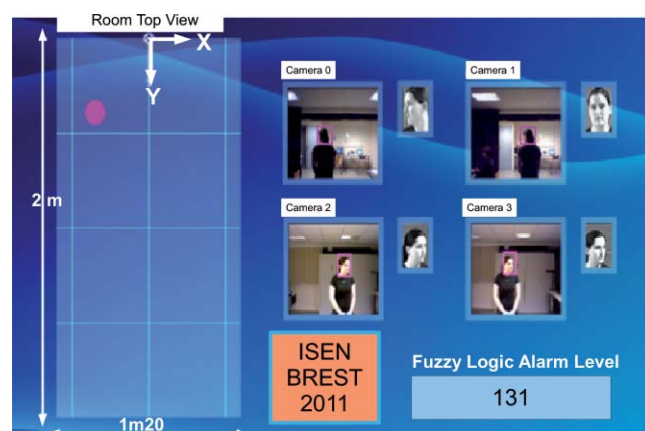 Room Top View
X
Y
2 m
1m20
Camera 0
Camera 1
Camera 2
Camera 3
ISEN
BREST
2011
Fuzzy Logic Alarm Level
131